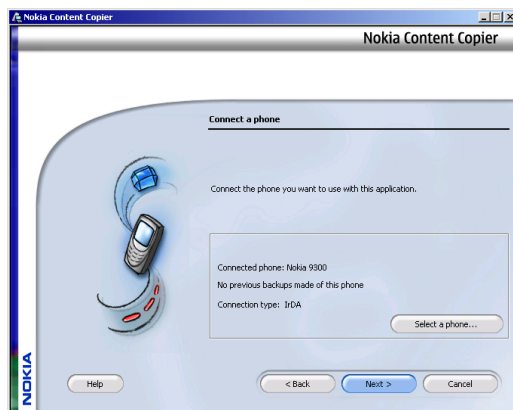 Nokia Content Copier
Nokia Content Copier
Connect a phone
Connect the phone you want to use with this application.
Connected phone: Nokia 9300
No previous backups made of this phone
Connection type: IrDA
Select a phone...
NOKIA
Help
< Back
Next >
Cancel